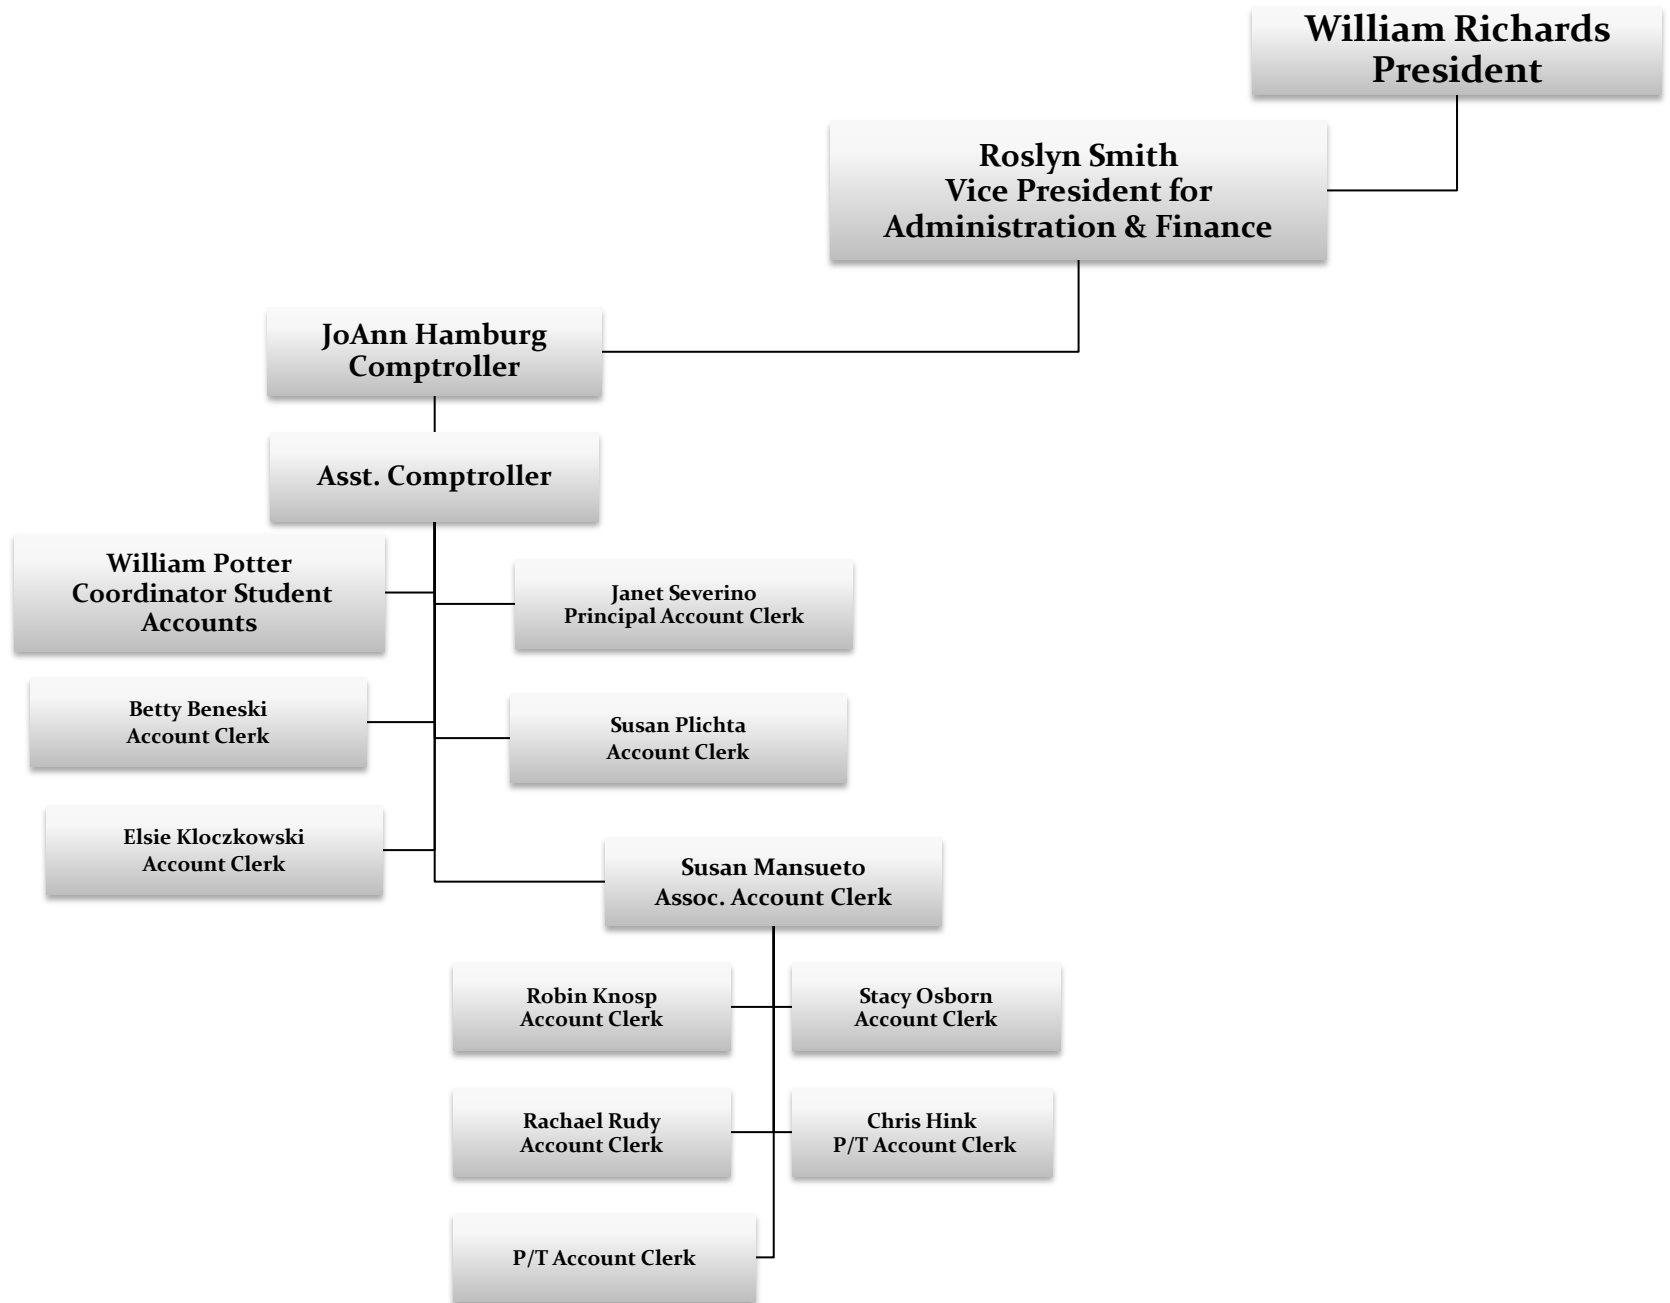 William Richards
President
Roslyn Smith
Vice President for
Administration & Finance
JoAnn Hamburg
Comptroller
Asst. Comptroller
William Potter
Coordinator Student
Accounts
Janet Severino
Principal Account Clerk
Betty Beneski
Account Clerk
Susan Plichta
Account Clerk
Elsie Kloczkowski
Account Clerk
Susan Mansueto
Assoc. Account Clerk
Robin Knosp
Account Clerk
Stacy Osborn
Account Clerk
Rachael Rudy
Account Clerk
Chris Hink
P/T Account Clerk
P/T Account Clerk